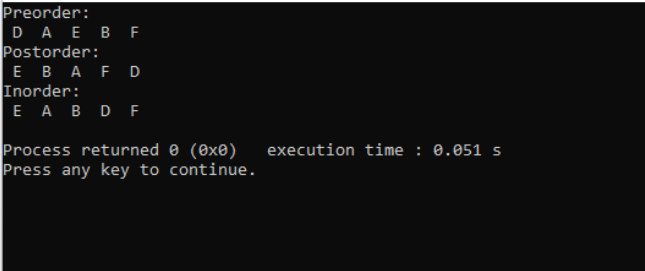 Preorder:
 D  A  E  B  F
Postorder:
 E  B  A  F  D
Inorder:
 E  A  B  D  F
Process returned 0 (0x0)   execution time : 0.051 s
Press any key to continue.